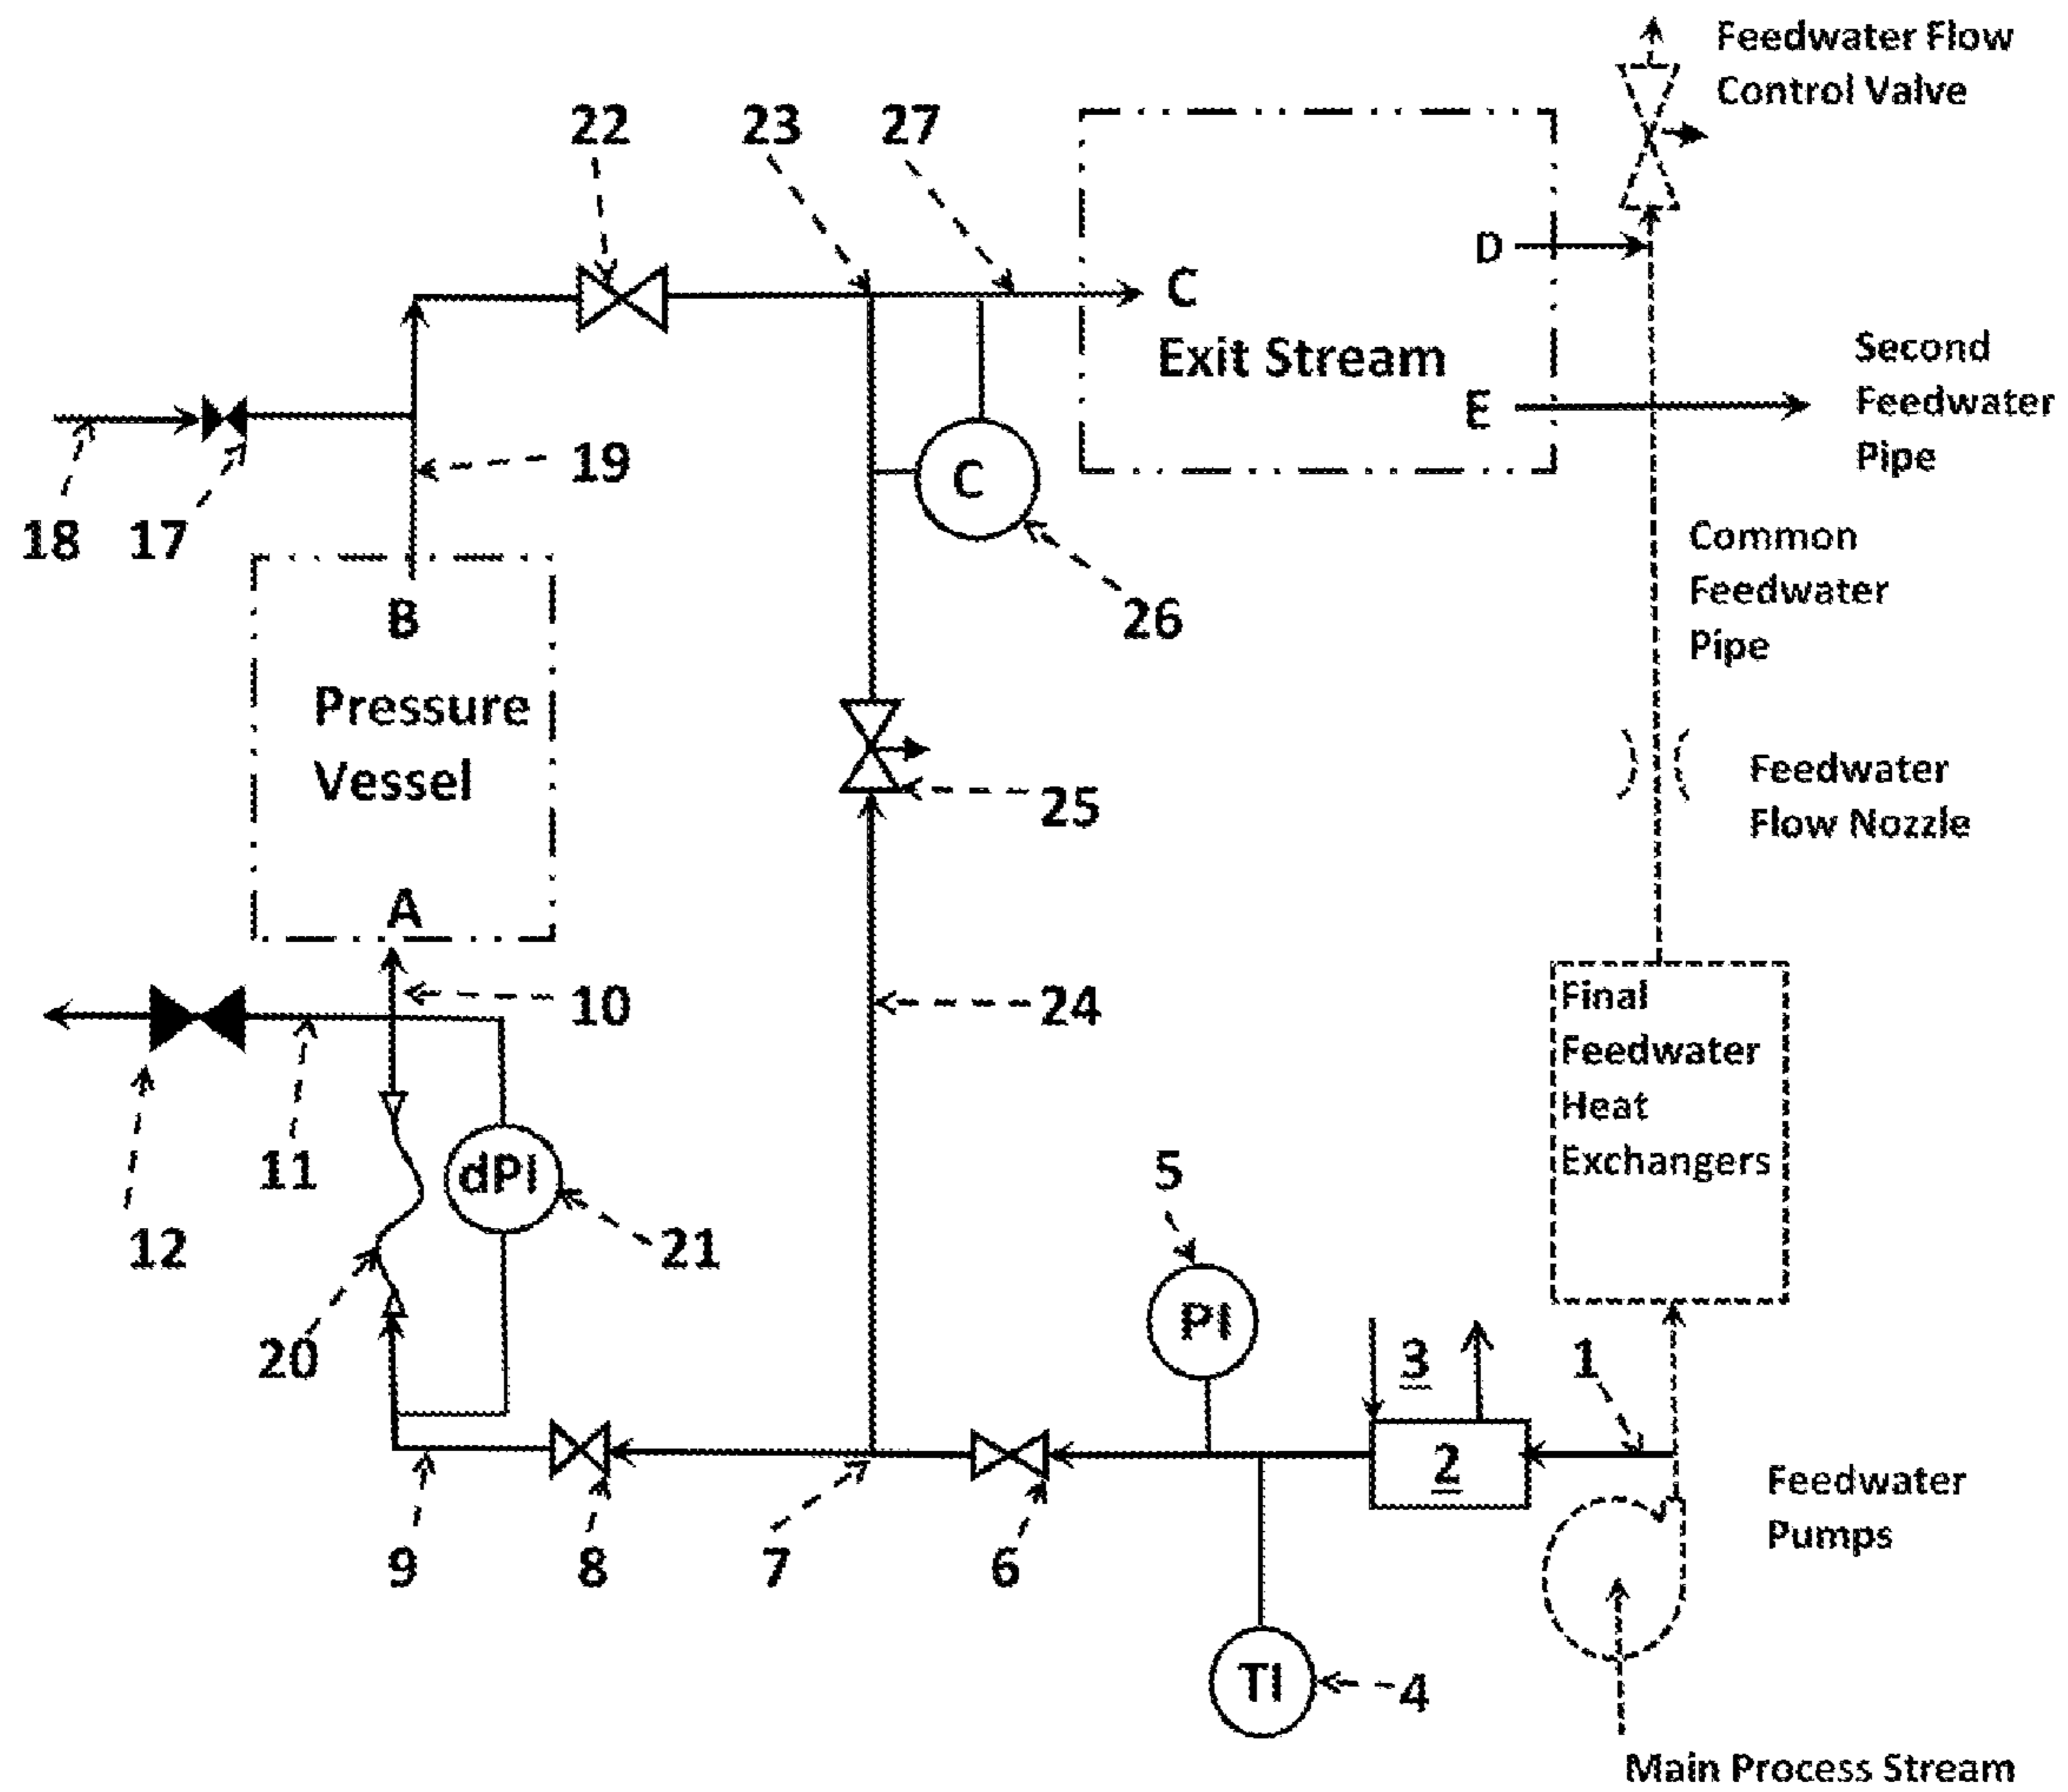 Feedwater Flow
Control Valve
22
23
27
D
C
Exit Stream
Second
Feedwater
Pipe
E
19
C
18
17
26
Common
Feedwater
Pipe
B
Pressure
Vessel
25
Feedwater
Flow Nozzle
A
10
24
Final
Feedwater
Heat
Exchangers
11
dPI
5
12
21
PI
20
3
1
2
Feedwater
Pumps
9
8
7
6
TI
4
Main Process Stream